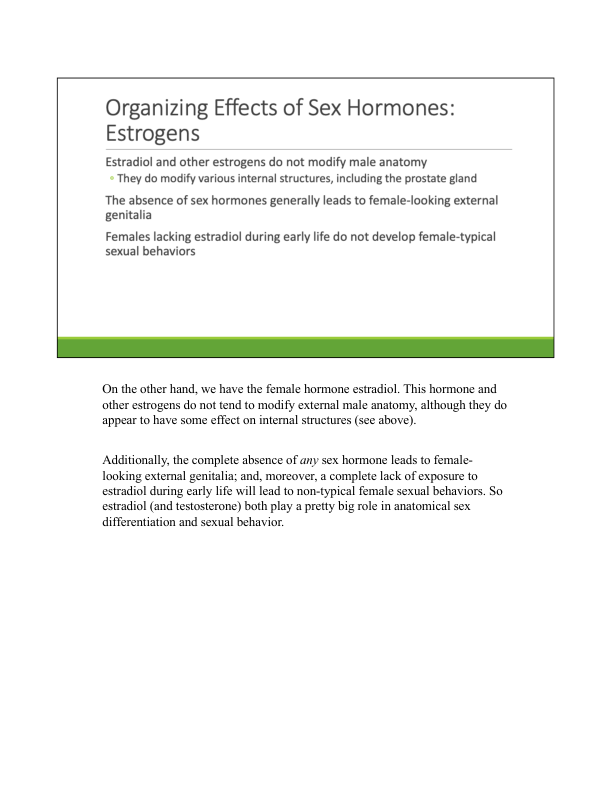 Organizing Effects of Sex Hormones:
Estrogens
Estradiol and other estrogens do not modify male anatomy
• They do modify various internal structures, including the prostate gland
The absence of sex hormones generally leads to female-looking external
genitalia
Females lacking estradiol during early life do not develop female-typical
sexual behaviors
On the other hand, we have the female hormone estradiol. This hormone and
other estrogens do not tend to modify external male anatomy, although they do
appear to have some effect on internal structures (see above).
Additionally, the complete absence of any sex hormone leads to female-
looking external genitalia; and, moreover, a complete lack of exposure to
estradiol during early life will lead to non-typical female sexual behaviors. So
estradiol (and testosterone) both play a pretty big role in anatomical sex
differentiation and sexual behavior.